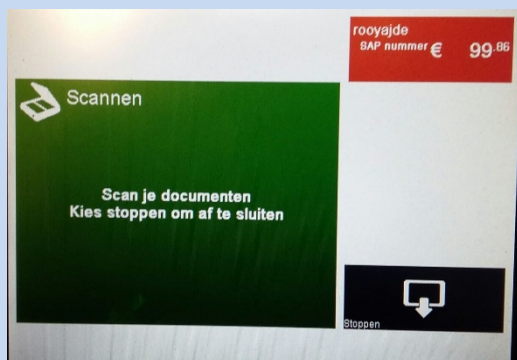 rooyajde
SAP nummer € 99.86
Scannen
Scan je documenten
Kies stoppen om af te sluiten
Stoppen